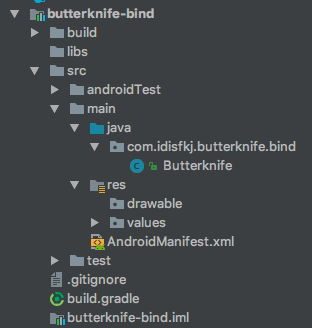 butterknife-bind
build
libs
src
androidTest
main
java
com.idisfkj.butterknife.bind
Butterknife
res
drawable
values
AndroidManifest.xml
test
.gitignore
build.gradle
butterknife-bind.iml